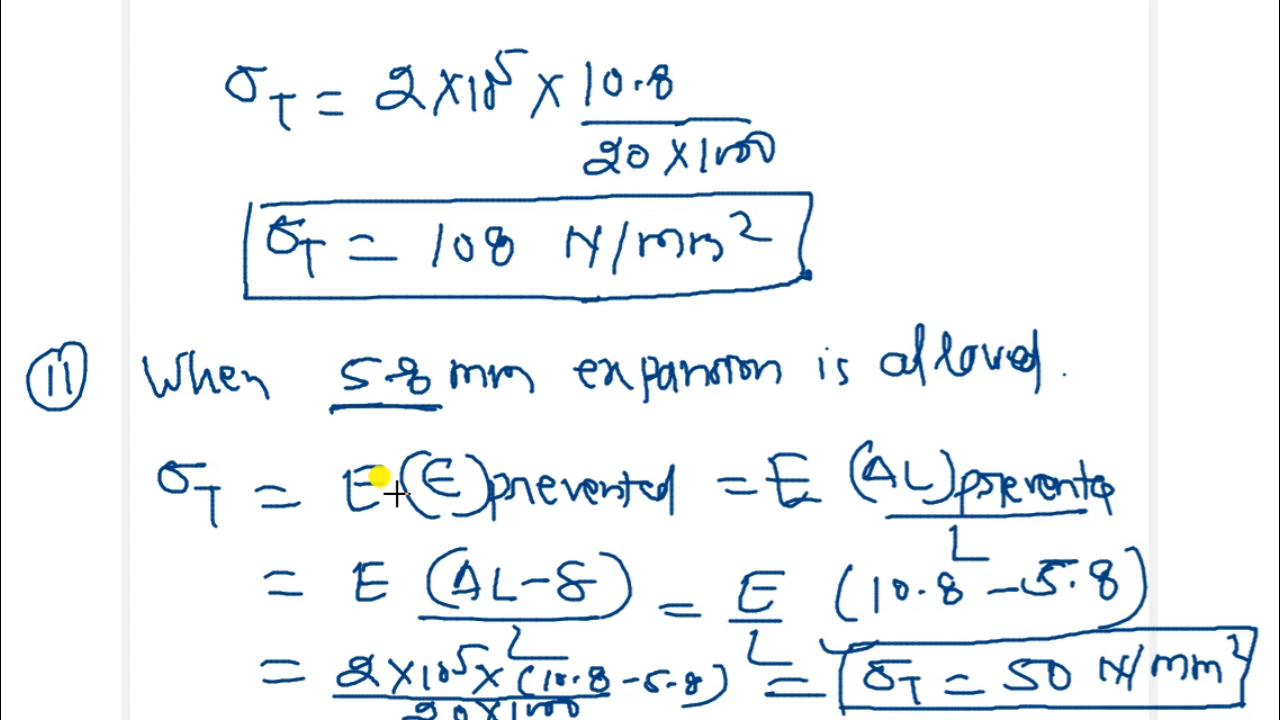 σT = 2×10⁵ × 10.8
20×1000
σT = 108 N/mm²
(11) When 5.8 mm expansion is allowed.
σT = E (ε)prevented = E (ΔL)prevented
L
= E (ΔL-δ) = E (10.8-5.8)
L L
= 2×10⁵×(10.8-5.8) = σT = 50 N/mm²
20×1000